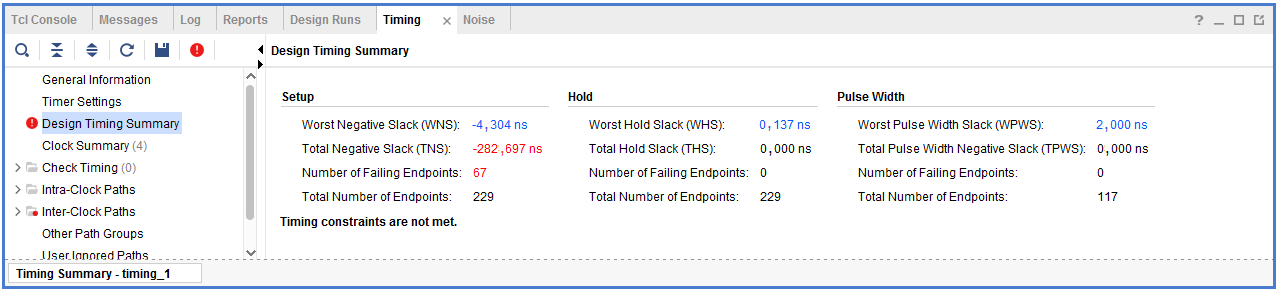 Tcl Console Messages Log Reports Design Runs Timing × Noise ?
Design Timing Summary
General Information
Timer Settings
Design Timing Summary
Clock Summary (4)
Check Timing (0)
Intra-Clock Paths
Inter-Clock Paths
Other Path Groups
User Ignored Paths
Setup Hold Pulse Width
Worst Negative Slack (WNS): -4,304 ns Worst Hold Slack (WHS): 0,137 ns Worst Pulse Width Slack (WPWS): 2,000 ns
Total Negative Slack (TNS): -282,697 ns Total Hold Slack (THS): 0,000 ns Total Pulse Width Negative Slack (TPWS): 0,000 ns
Number of Failing Endpoints: 67 Number of Failing Endpoints: 0 Number of Failing Endpoints: 0
Total Number of Endpoints: 229 Total Number of Endpoints: 229 Total Number of Endpoints: 117
Timing constraints are not met.
Timing Summary - timing_1